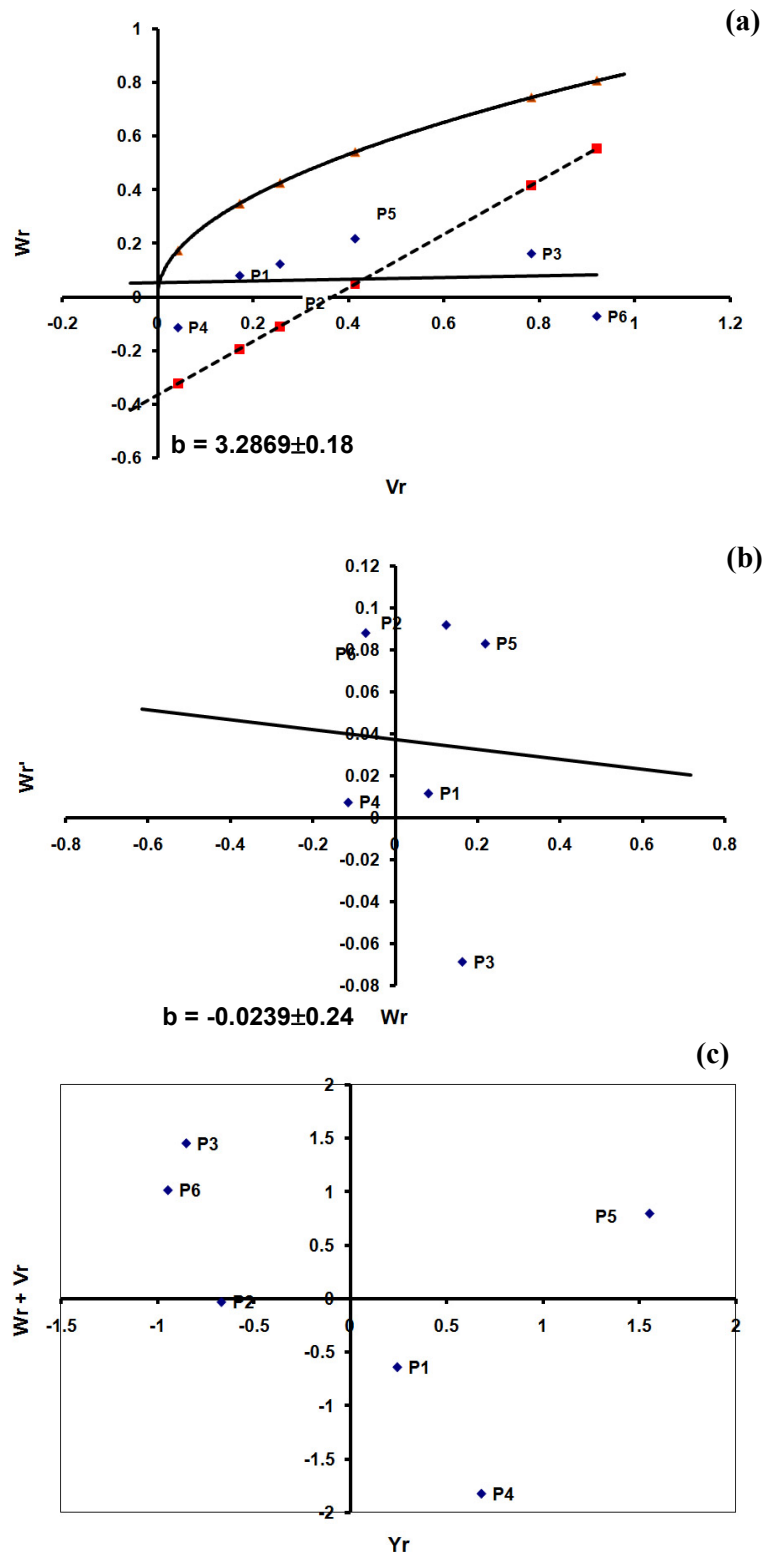 (a)
1
0.8
0.6
Wr
0.4
P5
0.2
P1
P3
0
P2
-0.2
0
0.2
0.4
0.6
0.8
1
1.2
P4
P6
-0.2
-0.4
b = 3.2869±0.18
-0.6
Vr
(b)
0.12
0.1
P2
P5
0.08
P6
0.06
0.04
Wr'
0.02
P4
P1
0
-0.8
-0.6
-0.4
-0.2
0
0.2
0.4
0.6
0.8
-0.02
-0.04
-0.06
P3
-0.08
b = -0.0239±0.24
Wr
(c)
2
1.5
P3
1
P6
P5
0.5
Wr + Vr
0
P2
-1.5
-1
-0.5
0
0.5
1
1.5
2
-0.5
P1
-1
-1.5
P4
-2
Yr